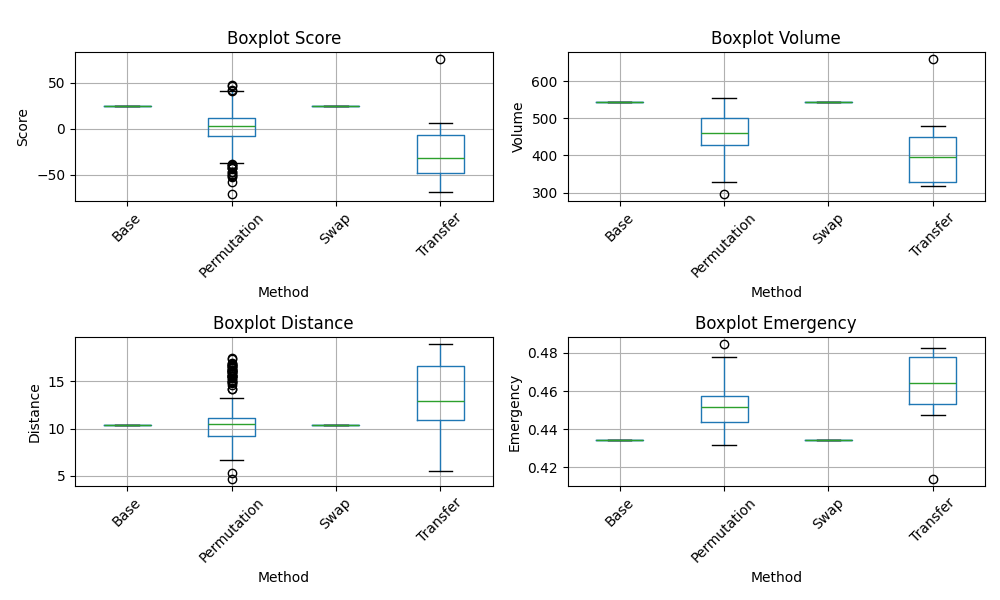 Boxplot Score
Score
50
0
−50
Base
Permutation
Swap
Transfer
Method
Boxplot Volume
Volume
600
500
400
300
Base
Permutation
Swap
Transfer
Method
Boxplot Distance
Distance
15
10
5
Base
Permutation
Swap
Transfer
Method
Boxplot Emergency
Emergency
0.48
0.46
0.44
0.42
Base
Permutation
Swap
Transfer
Method